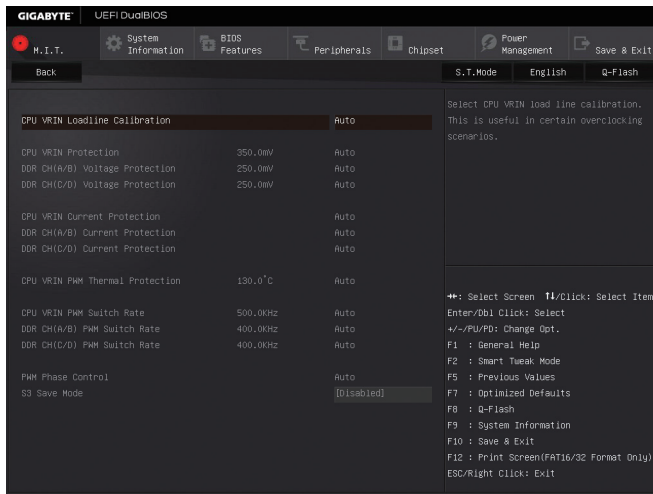 GIGABYTE™ UEFI DualBIOS
M.I.T. System Information BIOS Features Peripherals Chipset Power Management Save & Exit
Back S.T.Mode English Q-Flash
CPU VRIN Loadline Calibration Auto
CPU VRIN Protection 350.0mV Auto
DDR CH(A/B) Voltage Protection 250.0mV Auto
DDR CH(C/D) Voltage Protection 250.0mV Auto
CPU VRIN Current Protection Auto
DDR CH(A/B) Current Protection Auto
DDR CH(C/D) Current Protection Auto
CPU VRIN PWM Thermal Protection 130.0°C Auto
CPU VRIN PWM Switch Rate 500.0KHz Auto
DDR CH(A/B) PWM Switch Rate 400.0KHz Auto
DDR CH(C/D) PWM Switch Rate 400.0KHz Auto
PWM Phase Control Auto
S3 Save Mode [Disabled]
Select CPU VRIN load line calibration.
This is useful in certain overclocking
scenarios.
→←: Select Screen ↑↓/Click: Select Item
Enter/Dbl Click: Select
+/-/PU/PD: Change Opt.
F1 : General Help
F2 : Smart Tweak Mode
F5 : Previous Values
F7 : Optimized Defaults
F8 : Q-Flash
F9 : System Information
F10 : Save & Exit
F12 : Print Screen(FAT16/32 Format Only)
ESC/Right Click: Exit